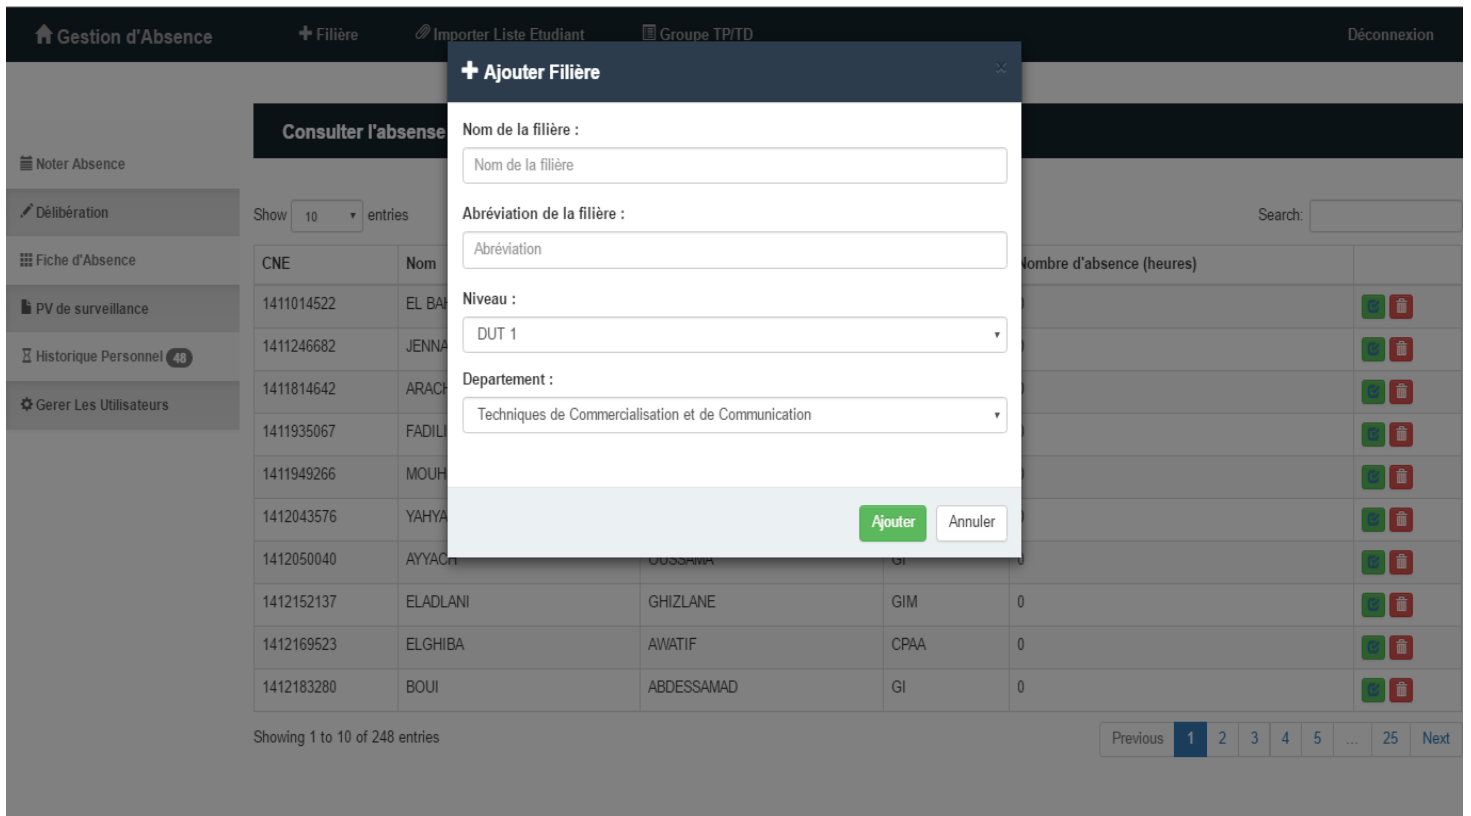 Gestion d'Absence
Filière
Importer Liste Etudiant
Groupe TP/TD
Déconnexion
Ajouter Filière
×
Consulter l'absense
Nom de la filière :
Nom de la filière
Noter Absence
Délibération
Fiche d'Absence
PV de surveillance
Historique Personnel 48
Gerer Les Utilisateurs
Show 10 entries
Abréviation de la filière :
Abréviation
Search:
Niveau :
DUT 1
Departement :
Techniques de Commercialisation et de Communication
Ajouter
Annuler
CNE Nom Nombre d'absence (heures)
1411014522 EL
1411246682
1411814642
1411935067
1411949266
1412043576
1412050040 AYYACH OUSSAMA GI 0
1412152137 ELADLANI GHIZLANE GIM 0
1412169523 ELGHIBA AWATIF CPAA 0
1412183280 BOUI ABDESSAMAD GI 0
Showing 1 to 10 of 248 entries
Previous 1 2 3 4 5 ... 25 Next